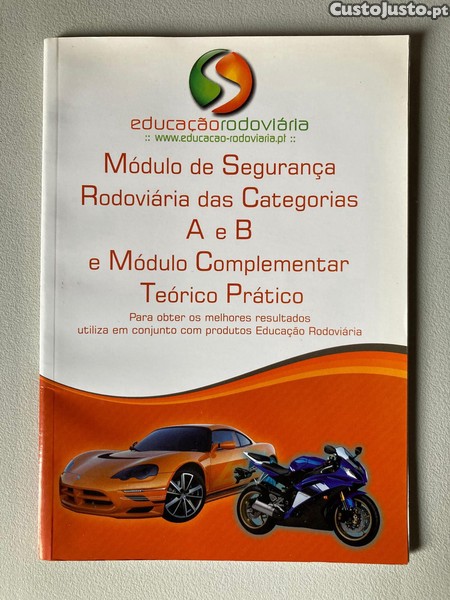 CustoJusto.pt
educaçãorodoviária
:: www.educacao-rodoviaria.pt ::
Módulo de Segurança
Rodoviária das Categorias
A e B
e Módulo Complementar
Teórico Prático
Para obter os melhores resultados
utiliza em conjunto com produtos Educação Rodoviária